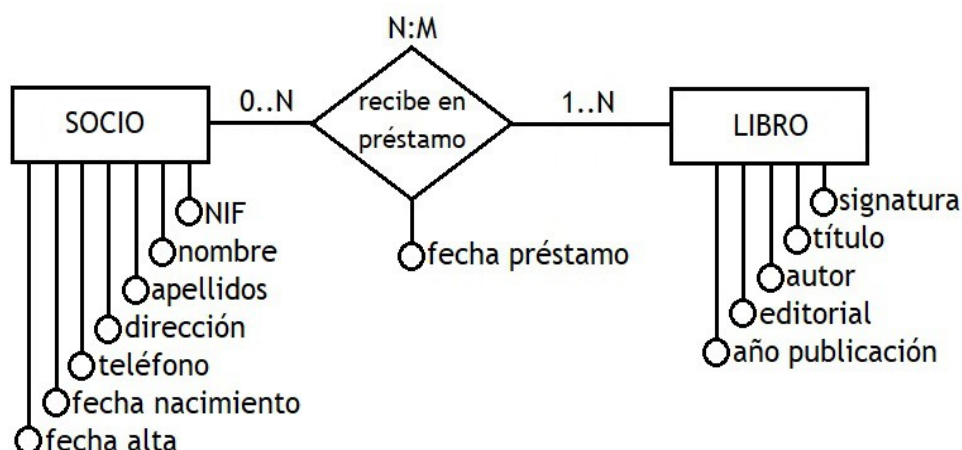 N:M
SOCIO
0..N
recibe en
préstamo
1..N
LIBRO
NIF
nombre
apellidos
dirección
teléfono
fecha nacimiento
fecha alta
fecha préstamo
signatura
título
autor
editorial
año publicación